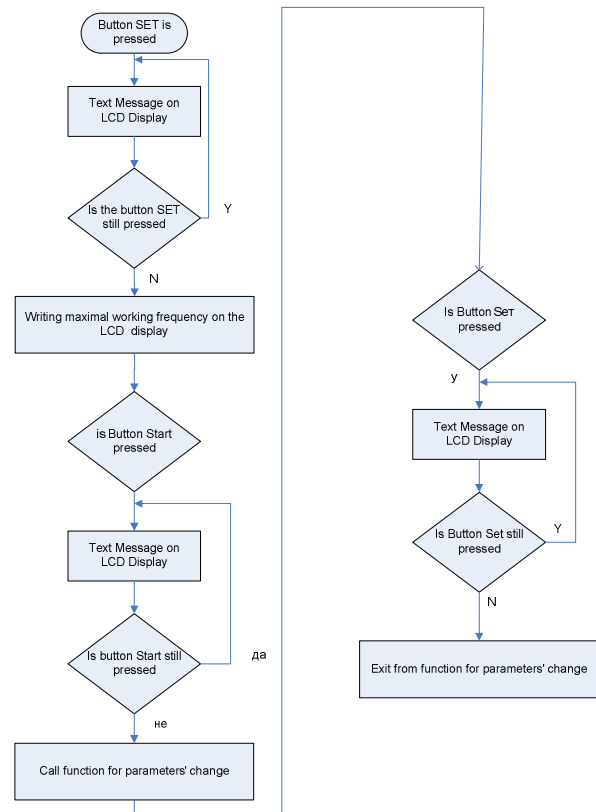 Button SET is
pressed
Text Message on
LCD Display
Is the button SET
still pressed
Y
N
Writing maximal working frequency on the
LCD display
is Button Start
pressed
Text Message on
LCD Display
Is button Start still
pressed
да
не
Call function for parameters' change
Is Button Seт
pressed
y
Text Message on
LCD Display
Is Button Set still
pressed
Y
N
Exit from function for parameters' change